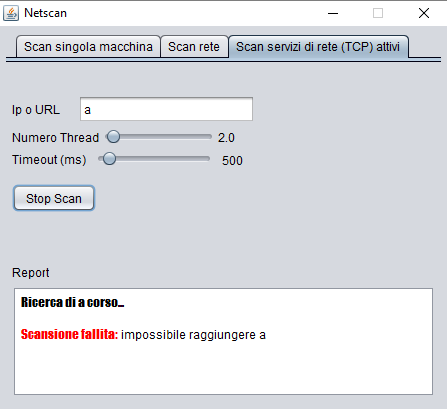 Netscan
Scan singola macchina Scan rete Scan servizi di rete (TCP) attivi
Ip o URL a
Numero Thread 2.0
Timeout (ms) 500
Stop Scan
Report
Ricerca di a corso...
Scansione fallita: impossibile raggiungere a